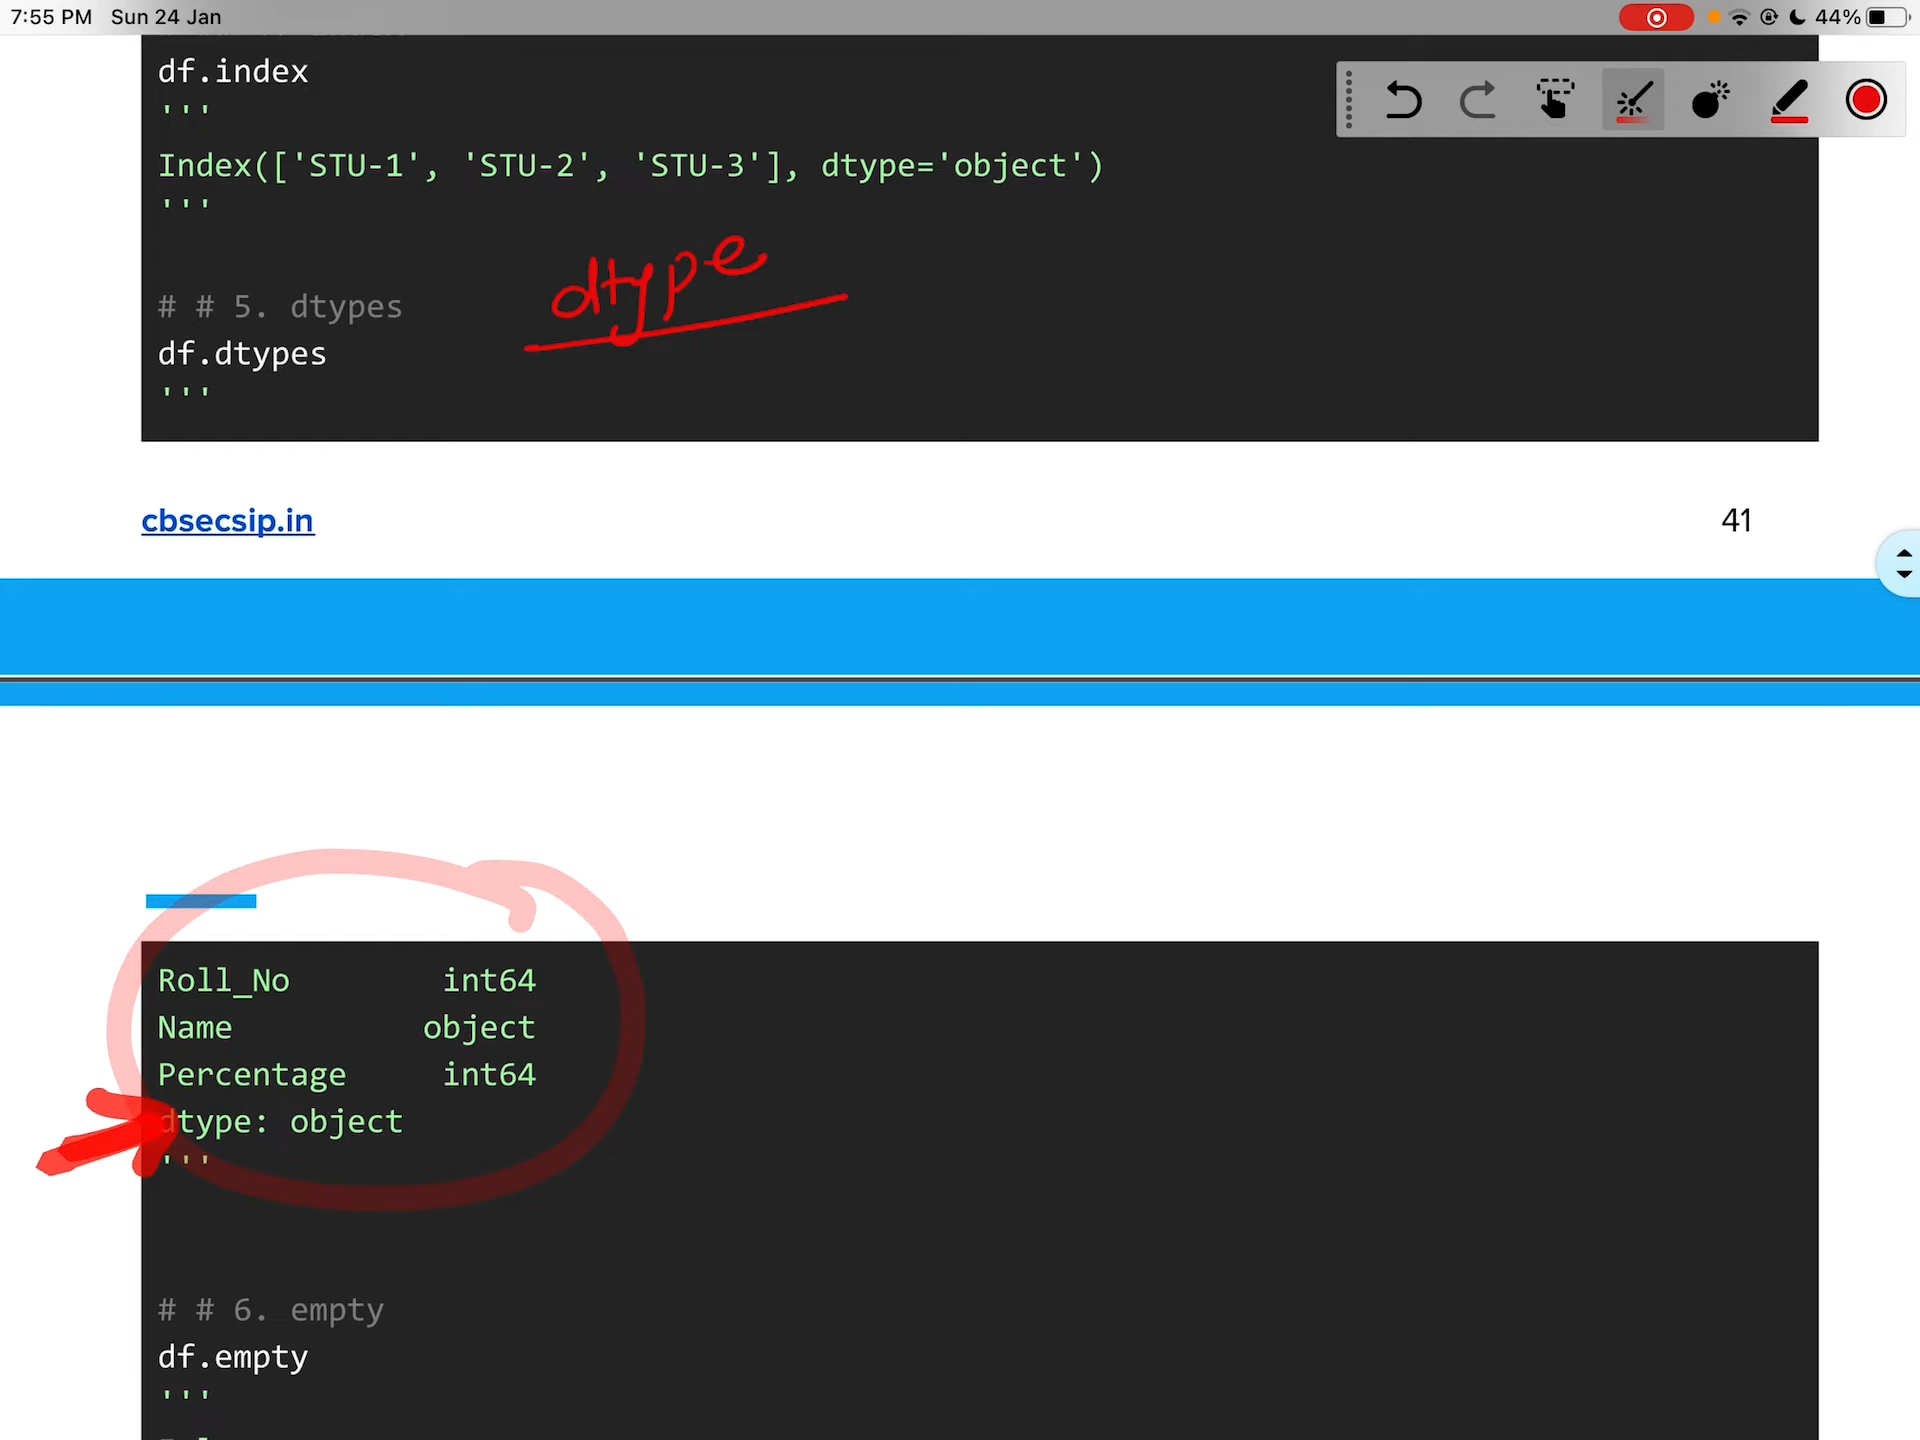 7:55 PM Sun 24 Jan 44%
df.index
'''
Index(['STU-1', 'STU-2', 'STU-3'], dtype='object')
'''
dtype
# # 5. dtypes
df.dtypes
'''
cbsecsip.in 41
Roll_No int64
Name object
Percentage int64
dtype: object
'''
# # 6. empty
df.empty
'''